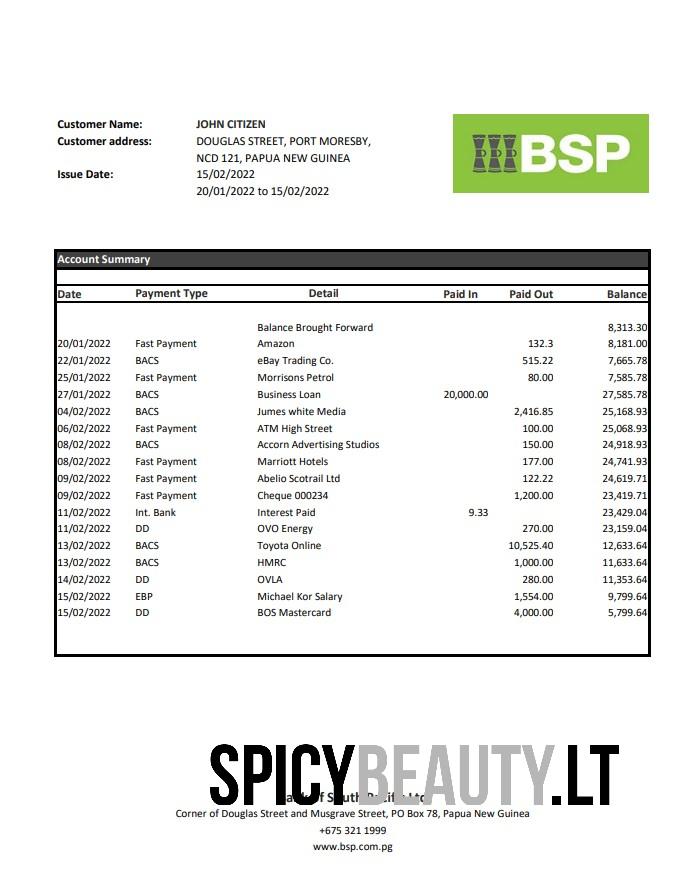 Customer Name: JOHN CITIZEN
Customer address: DOUGLAS STREET, PORT MORESBY,
NCD 121, PAPUA NEW GUINEA
Issue Date: 15/02/2022
20/01/2022 to 15/02/2022
BSP
Account Summary
Date Payment Type Detail Paid In Paid Out Balance
Balance Brought Forward 8,313.30
20/01/2022 Fast Payment Amazon 132.3 8,181.00
22/01/2022 BACS eBay Trading Co. 515.22 7,665.78
25/01/2022 Fast Payment Morrisons Petrol 80.00 7,585.78
27/01/2022 BACS Business Loan 20,000.00 27,585.78
04/02/2022 BACS Jumes white Media 2,416.85 25,168.93
06/02/2022 Fast Payment ATM High Street 100.00 25,068.93
08/02/2022 BACS Accorn Advertising Studios 150.00 24,918.93
08/02/2022 Fast Payment Marriott Hotels 177.00 24,741.93
09/02/2022 Fast Payment Abelio Scotrail Ltd 122.22 24,619.71
09/02/2022 Fast Payment Cheque 000234 1,200.00 23,419.71
11/02/2022 Int. Bank Interest Paid 9.33 23,429.04
11/02/2022 DD OVO Energy 270.00 23,159.04
13/02/2022 BACS Toyota Online 10,525.40 12,633.64
13/02/2022 BACS HMRC 1,000.00 11,633.64
14/02/2022 DD OVLA 280.00 11,353.64
15/02/2022 EBP Michael Kor Salary 1,554.00 9,799.64
15/02/2022 DD BOS Mastercard 4,000.00 5,799.64
SPICYBEAUTY.LT
Corner of Douglas Street and Musgrave Street, PO Box 78, Papua New Guinea
+675 321 1999
www.bsp.com.pg